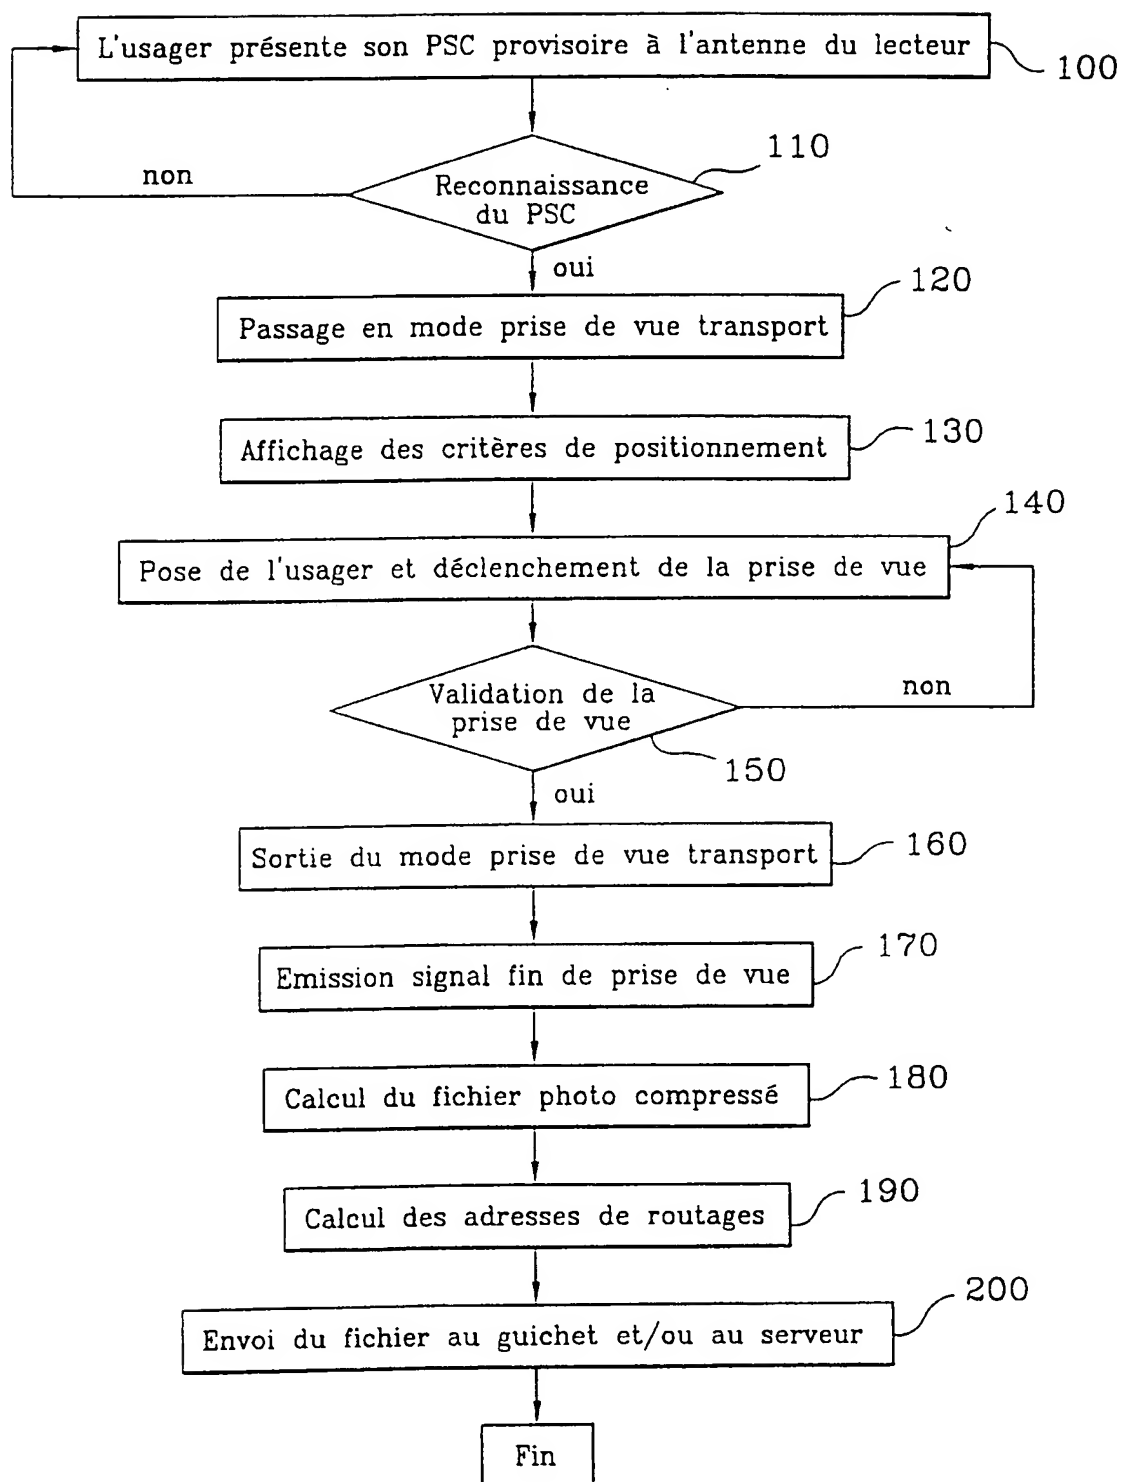 L'usager présente son PSC provisoire à l'antenne du lecteur
100
110
non
Reconnaissance
du PSC
oui
120
Passage en mode prise de vue transport
130
Affichage des critères de positionnement
140
Pose de l'usager et déclenchement de la prise de vue
Validation de la
prise de vue
non
150
oui
160
Sortie du mode prise de vue transport
170
Emission signal fin de prise de vue
180
Calcul du fichier photo compressé
190
Calcul des adresses de routages
200
Envoi du fichier au guichet et/ou au serveur
Fin